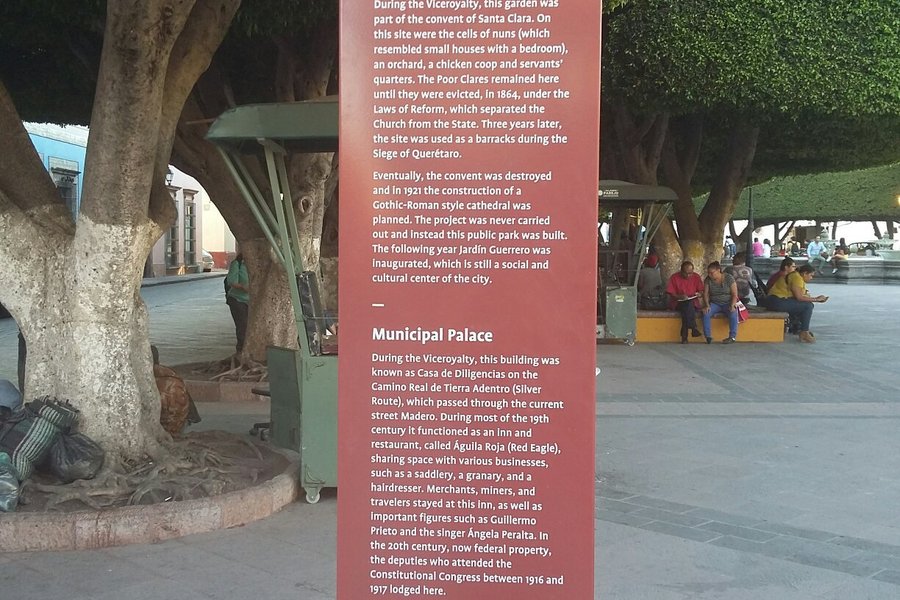 During the Viceroyalty, this garden was
part of the convent of Santa Clara. On
this site were the cells of nuns (which
resembled small houses with a bedroom),
an orchard, a chicken coop and servants'
quarters. The Poor Clares remained here
until they were evicted, in 1864, under the
Laws of Reform, which separated the
Church from the State. Three years later,
the site was used as a barracks during the
Siege of Querétaro.
Eventually, the convent was destroyed
and in 1921 the construction of a
Gothic-Roman style cathedral was
planned. The project was never carried
out and instead this public park was built.
The following year Jardín Guerrero was
inaugurated, which is still a social and
cultural center of the city.
—
Municipal Palace
During the Viceroyalty, this building was
known as Casa de Diligencias on the
Camino Real de Tierra Adentro (Silver
Route), which passed through the current
street Madero. During most of the 19th
century it functioned as an inn and
restaurant, called Águila Roja (Red Eagle),
sharing space with various businesses,
such as a saddlery, a granary, and a
hairdresser. Merchants, miners, and
travelers stayed at this inn, as well as
important figures such as Guillermo
Prieto and the singer Ángela Peralta. In
the 20th century, now federal property,
the deputies who attended the
Constitutional Congress between 1916 and
1917 lodged here.